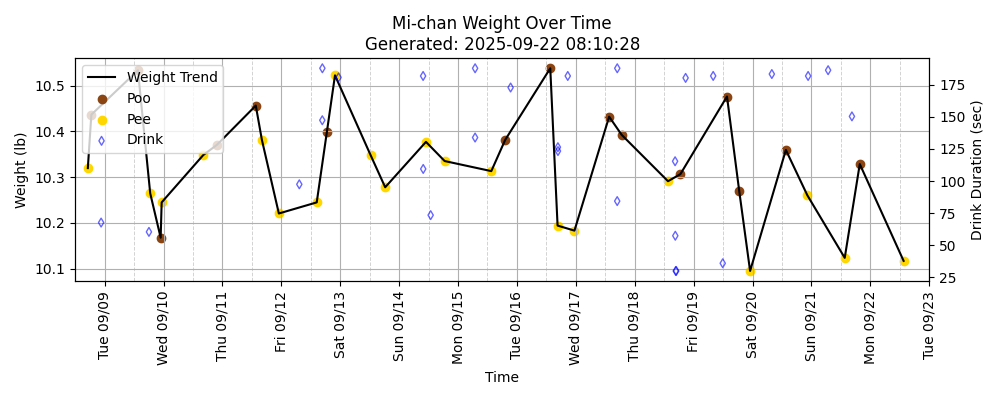 Mi-chan Weight Over Time
Generated: 2025-09-22 08:10:28
Weight Trend
Poo
Pee
Drink
Weight (lb)
10.5
10.4
10.3
10.2
10.1
175
150
125
100
75
50
25
Drink Duration (sec)
Tue 09/09
Wed 09/10
Thu 09/11
Fri 09/12
Sat 09/13
Sun 09/14
Mon 09/15
Tue 09/16
Wed 09/17
Thu 09/18
Fri 09/19
Sat 09/20
Sun 09/21
Mon 09/22
Tue 09/23
Time